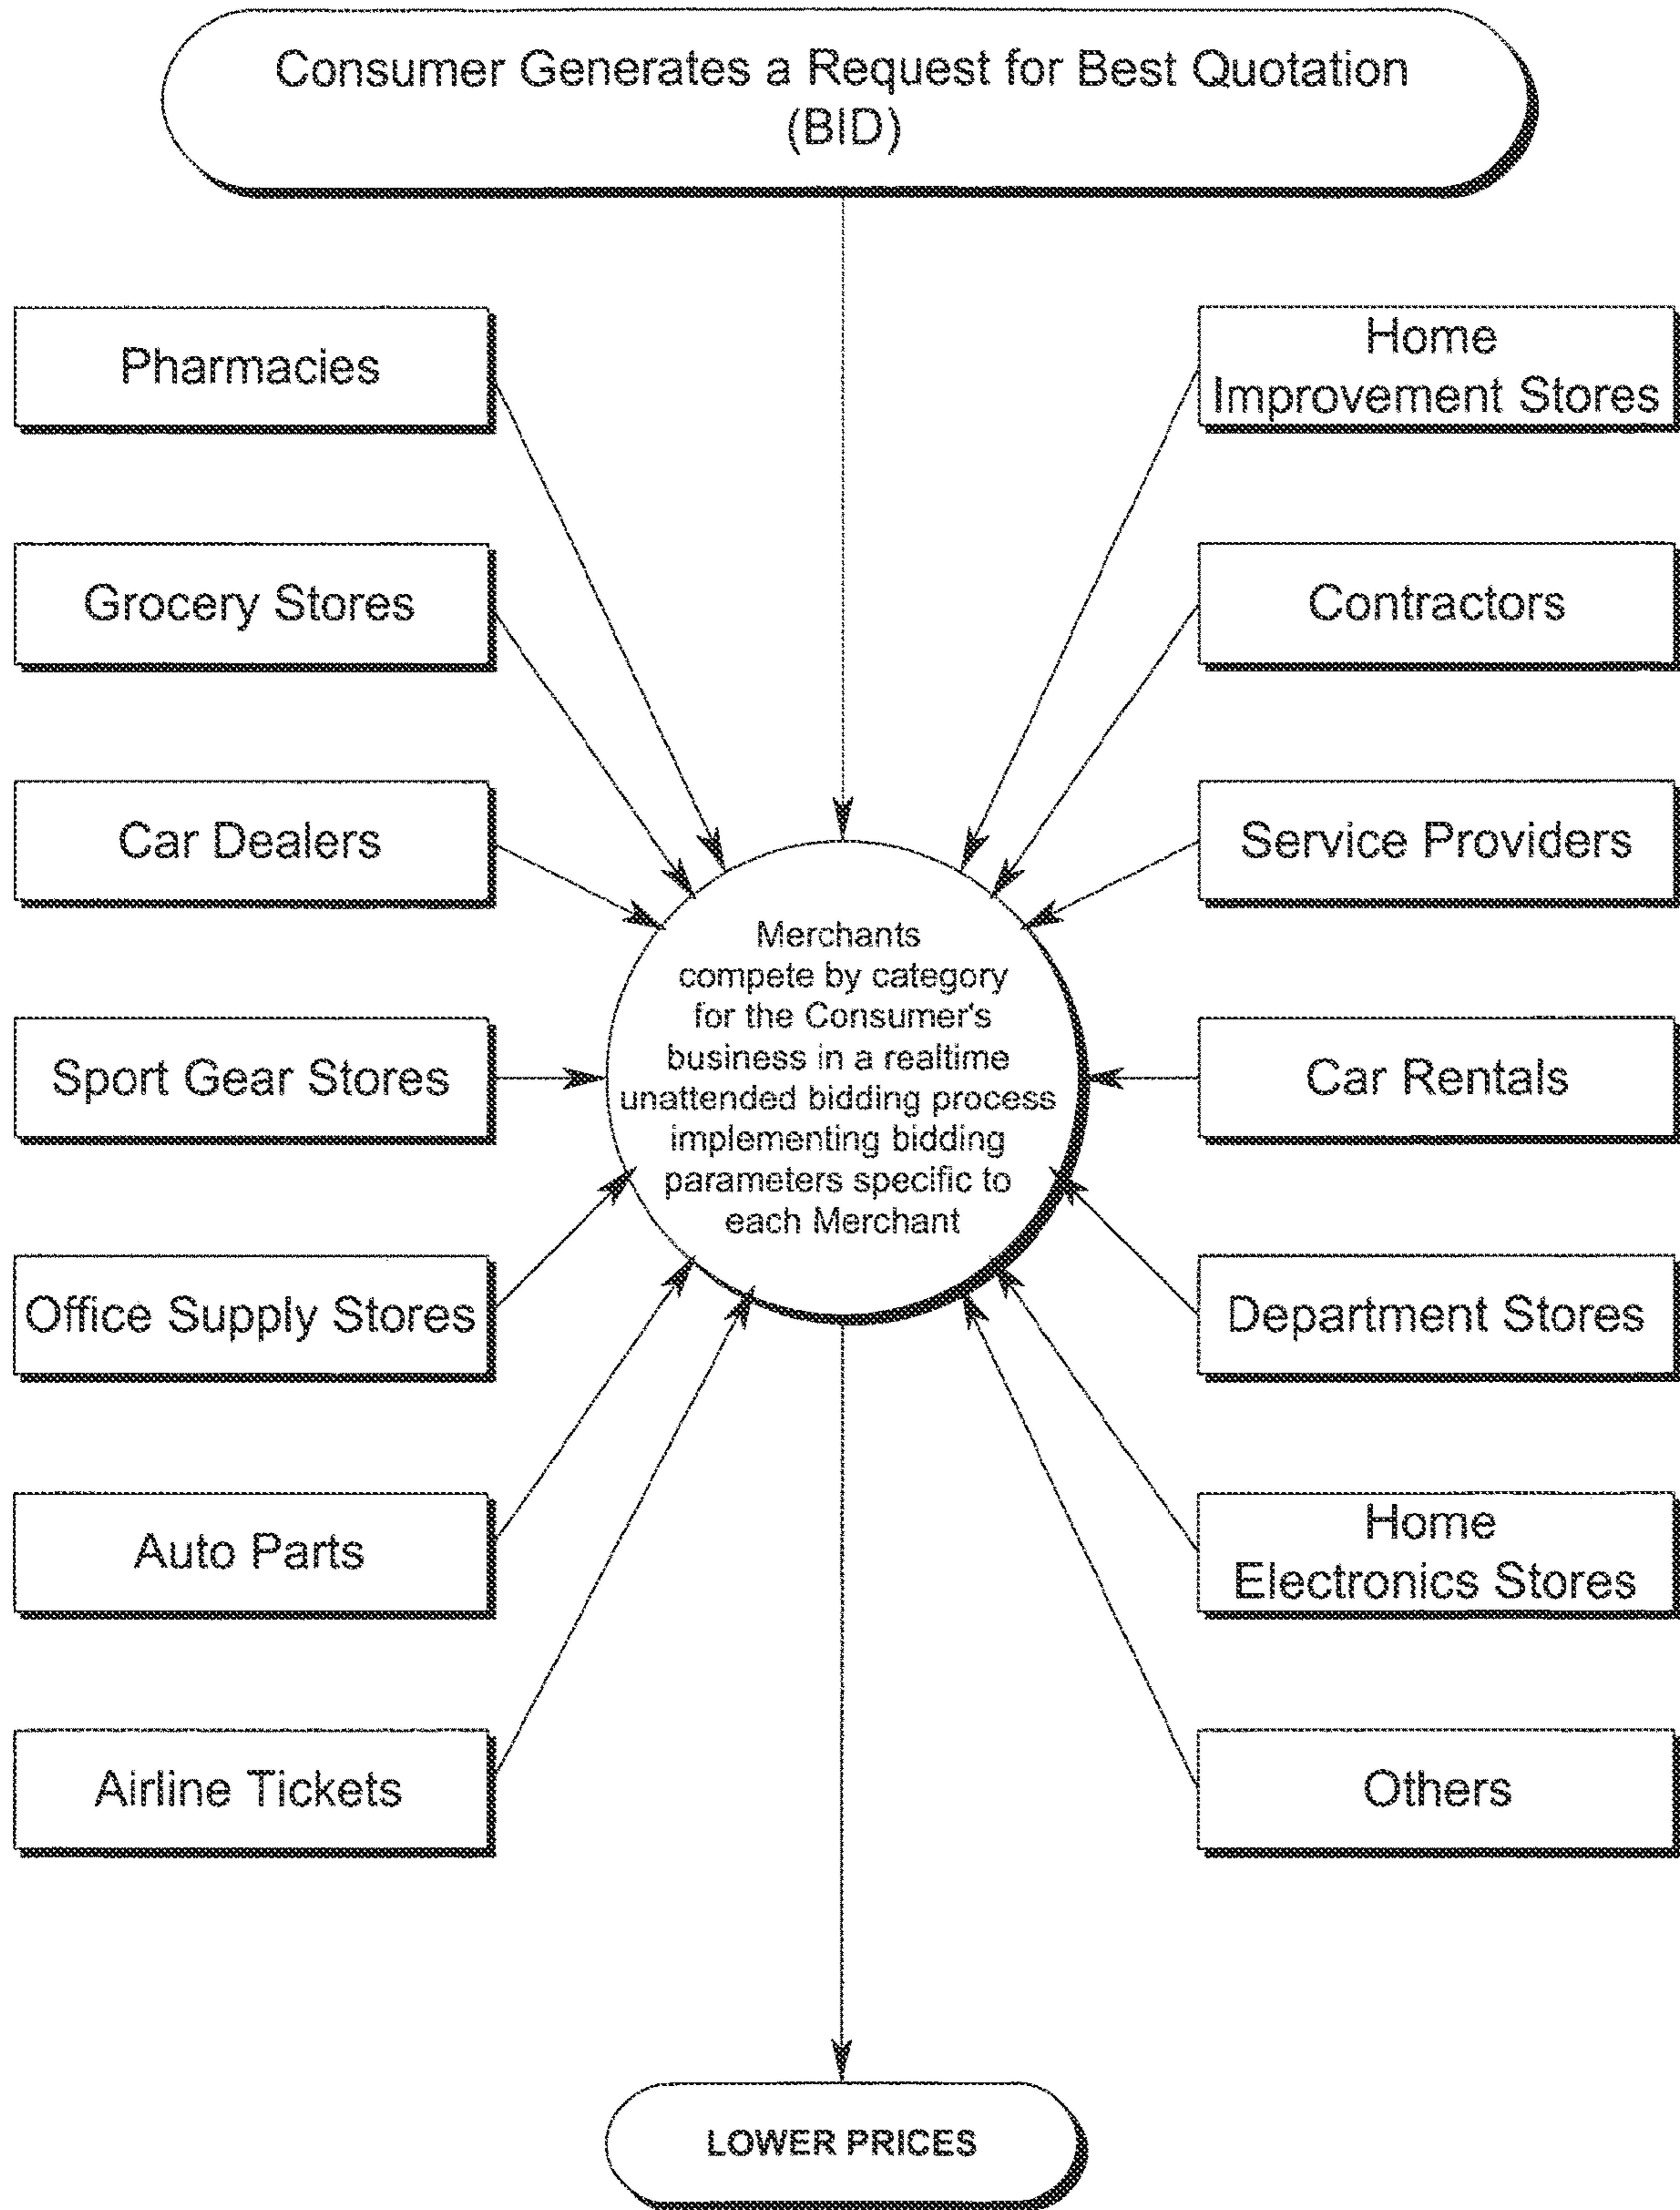 Consumer Generates a Request for Best Quotation
(BID)
Pharmacies
Grocery Stores
Car Dealers
Sport Gear Stores
Office Supply Stores
Auto Parts
Airline Tickets
Merchants
compete by category
for the Consumer's
business in a realtime
unattended bidding process
implementing bidding
parameters specific to
each Merchant
Home
Improvement Stores
Contractors
Service Providers
Car Rentals
Department Stores
Home
Electronics Stores
Others
LOWER PRICES